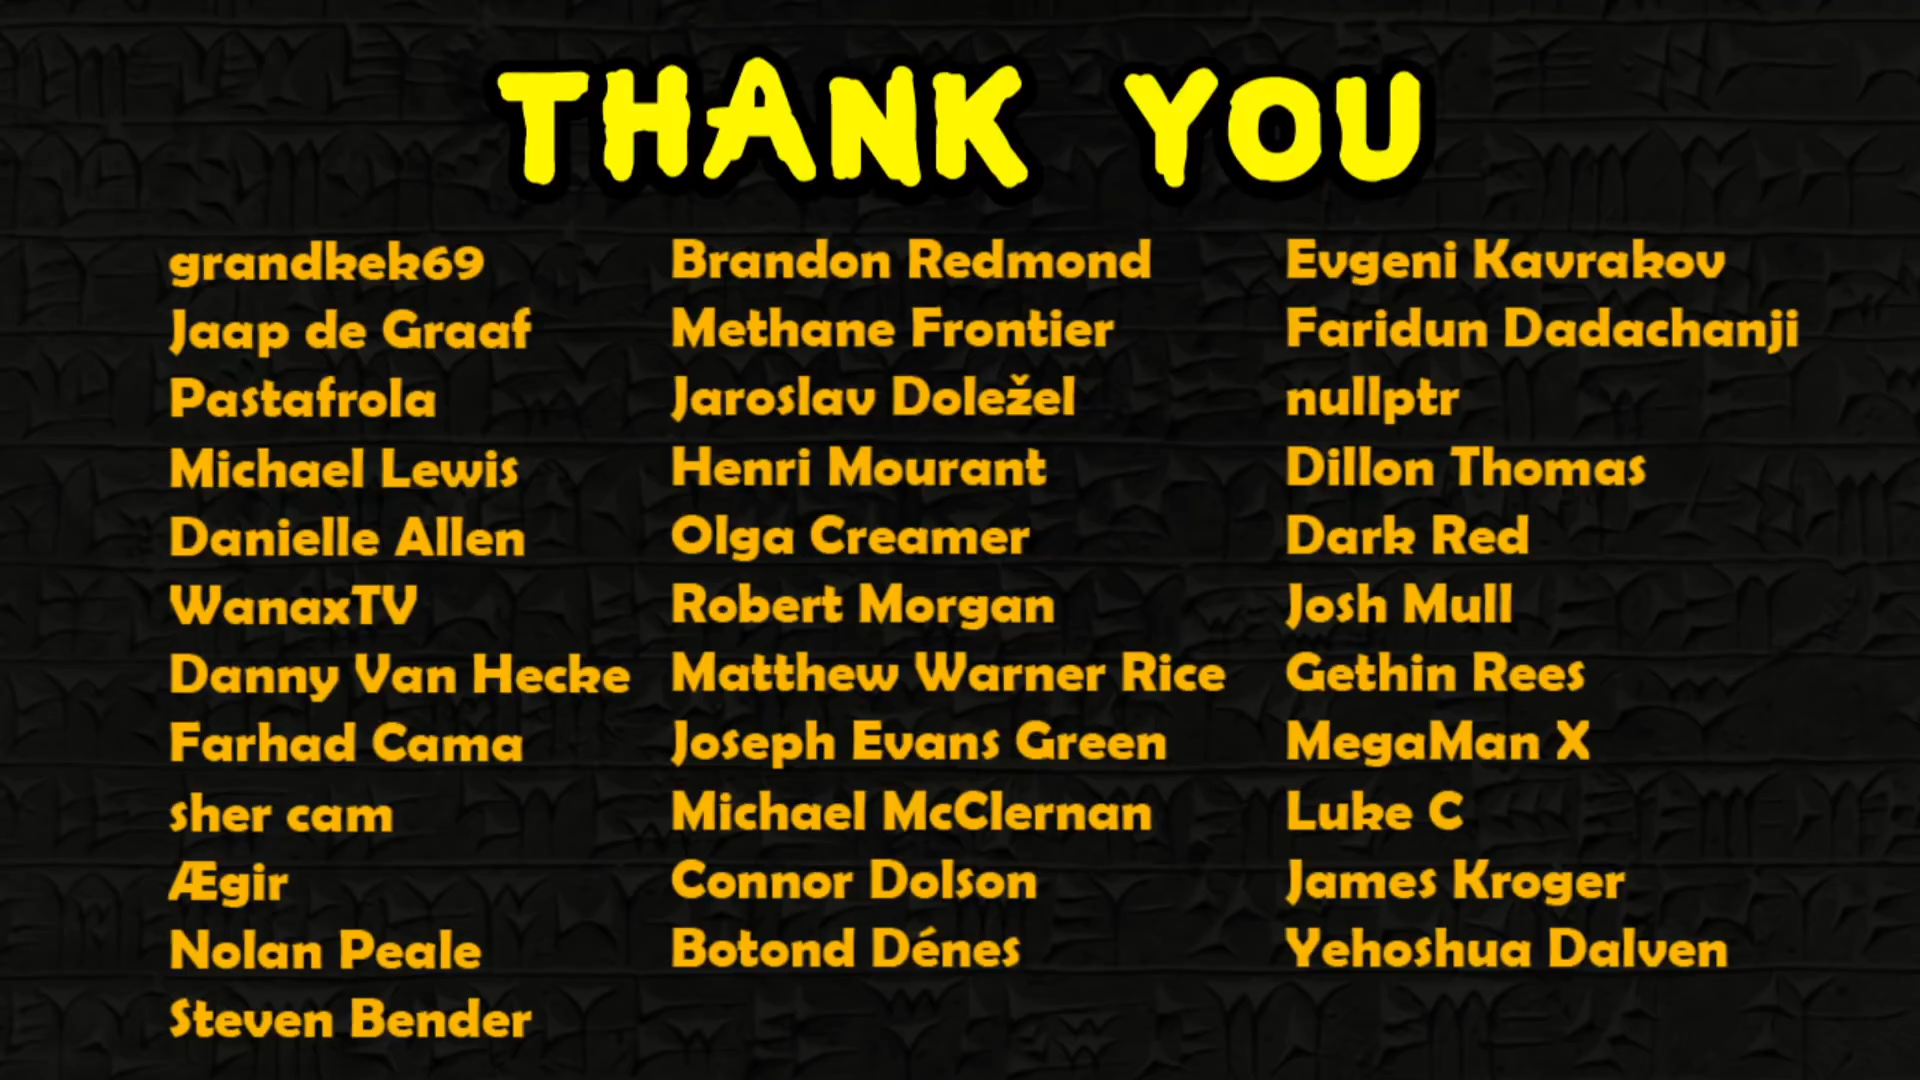 THANK YOU
grandkek69
Jaap de Graaf
Pastafrola
Michael Lewis
Danielle Allen
WanaxTV
Danny Van Hecke
Farhad Cama
sher cam
Ægir
Nolan Peale
Steven Bender
Brandon Redmond
Methane Frontier
Jaroslav Doležel
Henri Mourant
Olga Creamer
Robert Morgan
Matthew Warner Rice
Joseph Evans Green
Michael McClernan
Connor Dolson
Botond Dénes
Evgeni Kavrakov
Faridun Dadachanji
nullptr
Dillon Thomas
Dark Red
Josh Mull
Gethin Rees
MegaMan X
Luke C
James Kroger
Yehoshua Dalven